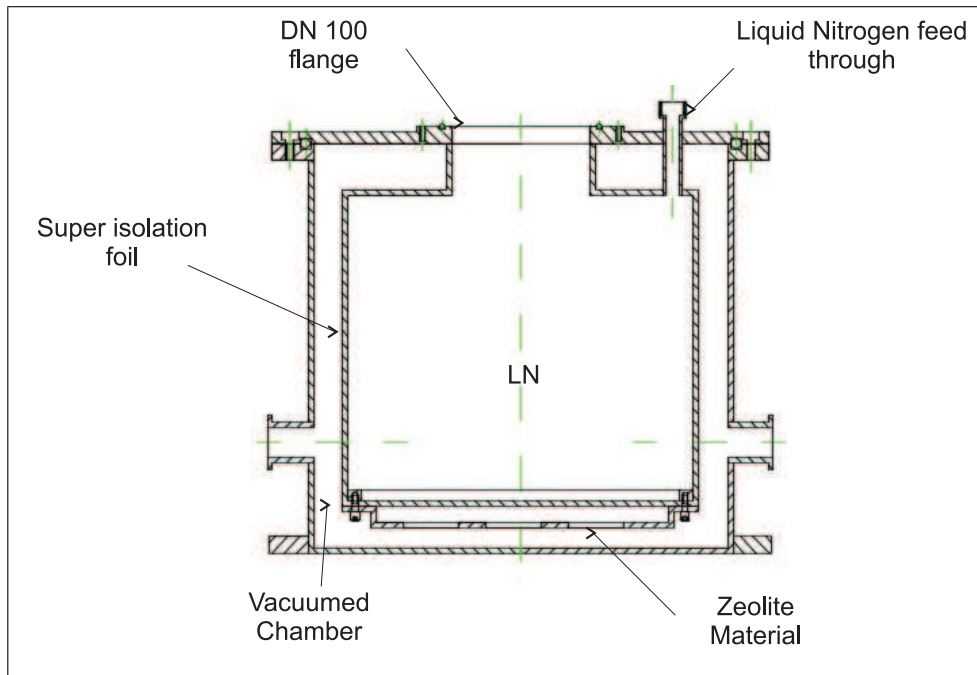 DN 100
flange
Liquid Nitrogen feed
through
Super isolation
foil
LN
Vacuumed
Chamber
Zeolite
Material